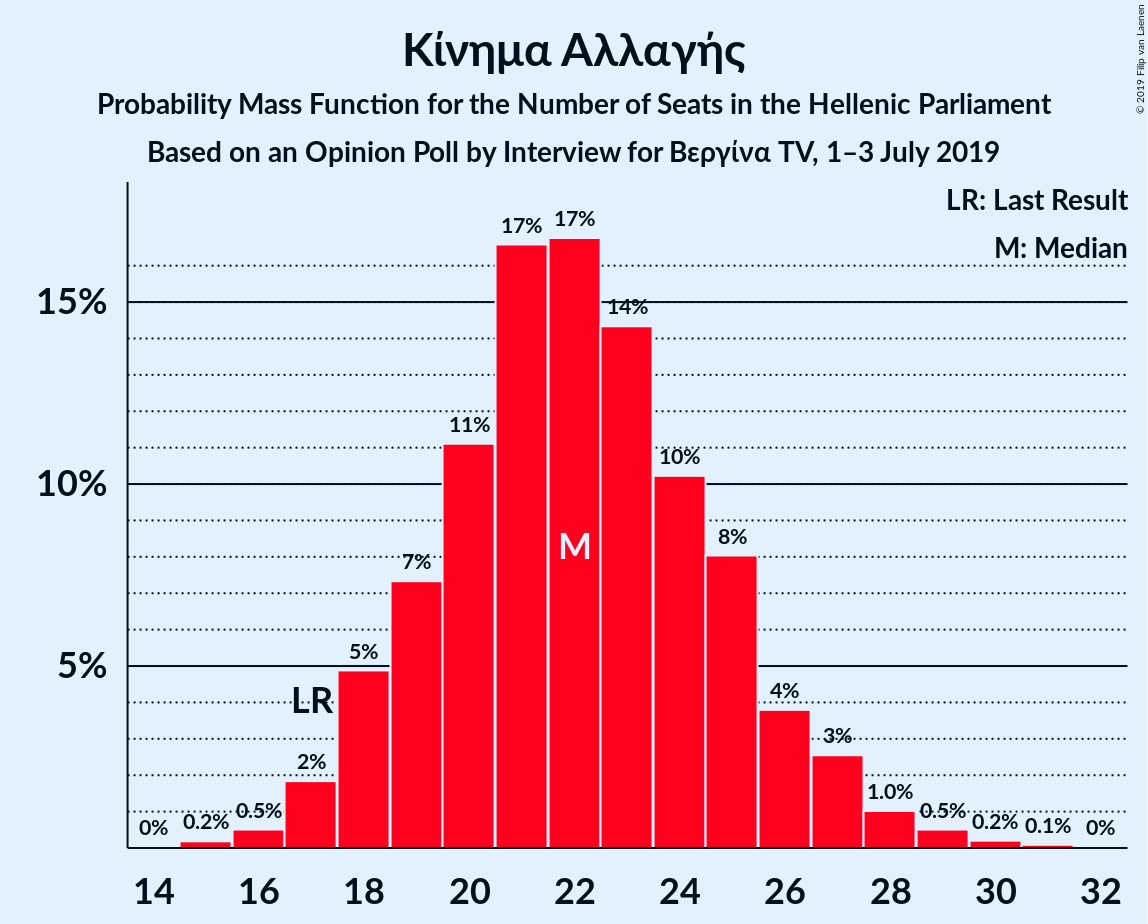 Κίνημα Αλλαγής
Probability Mass Function for the Number of Seats in the Hellenic Parliament
Based on an Opinion Poll by Interview for Βεργίνα TV, 1–3 July 2019
© 2019 Filip van Laenen
LR: Last Result
M: Median
15%
10%
5%
0%
0.2%
0.5%
2%
LR
5%
7%
11%
17%
17%
M
14%
10%
8%
4%
3%
1.0%
0.5%
0.2%
0.1%
0%
14 16 18 20 22 24 26 28 30 32